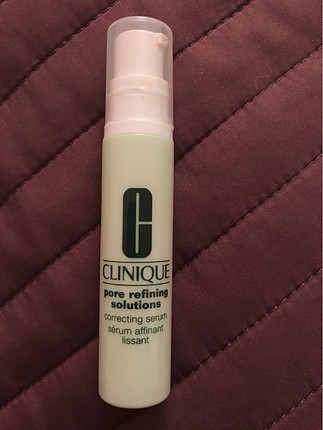 C
CLINIQUE
pore refining
solutions
correcting serum
sérum affinant
lissant